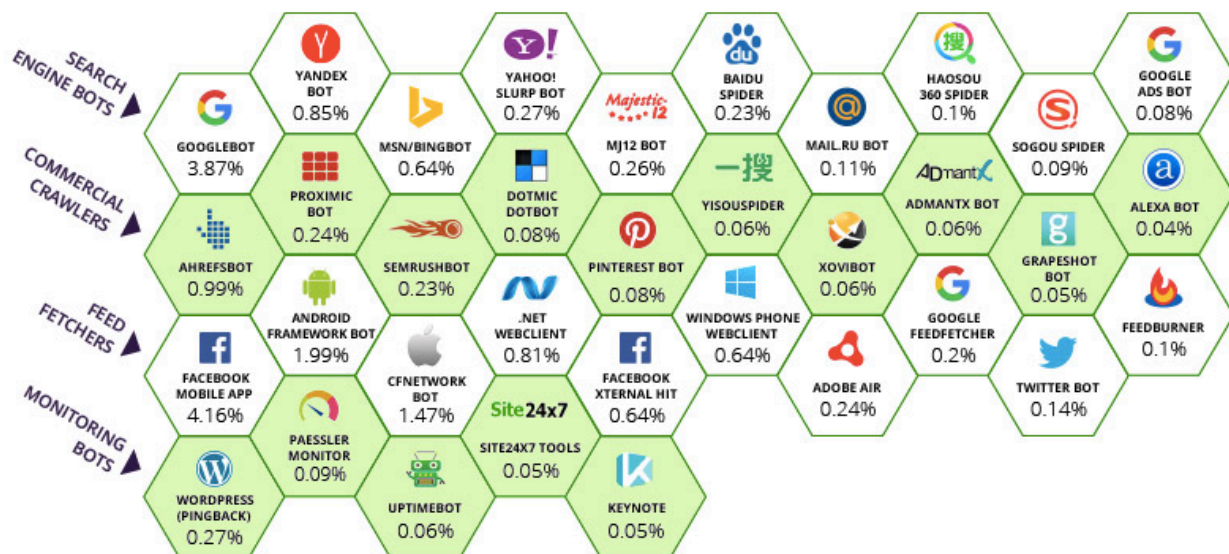 SEARCH
ENGINE BOTS
GOOGLEBOT
3.87%
YANDEX
BOT
0.85%
MSN/BINGBOT
0.64%
YAHOO!
SLURP BOT
0.27%
Majestic-12
MJ12 BOT
0.26%
du
BAIDU
SPIDER
0.23%
@
MAIL.RU BOT
0.11%
搜
HAOSOU
360 SPIDER
0.1%
SOGOU SPIDER
0.09%
GOOGLE
ADS BOT
0.08%
COMMERCIAL
CRAWLERS
AHREFSBOT
0.99%
PROXIMIC
BOT
0.24%
SEMRUSHBOT
0.23%
DOTMIC
DOTBOT
0.08%
PINTEREST BOT
0.08%
一搜
YISOUSPIDER
0.06%
XOVIBOT
0.06%
ADmantX
ADMANTX BOT
0.06%
GRAPESHOT
BOT
0.05%
ALEXA BOT
0.04%
FEED
FETCHERS
FACEBOOK
MOBILE APP
4.16%
ANDROID
FRAMEWORK BOT
1.99%
CFNETWORK
BOT
1.47%
.NET
WEBCLIENT
0.81%
FACEBOOK
XTERNAL HIT
0.64%
WINDOWS PHONE
WEBCLIENT
0.64%
ADOBE AIR
0.24%
GOOGLE
FEEDFETCHER
0.2%
TWITTER BOT
0.14%
FEEDBURNER
0.1%
MONITORING
BOTS
WORDPRESS
(PINGBACK)
0.27%
PAESSLER
MONITOR
0.09%
UPTIMEBOT
0.06%
Site24x7
SITE24X7 TOOLS
0.05%
KEYNOTE
0.05%